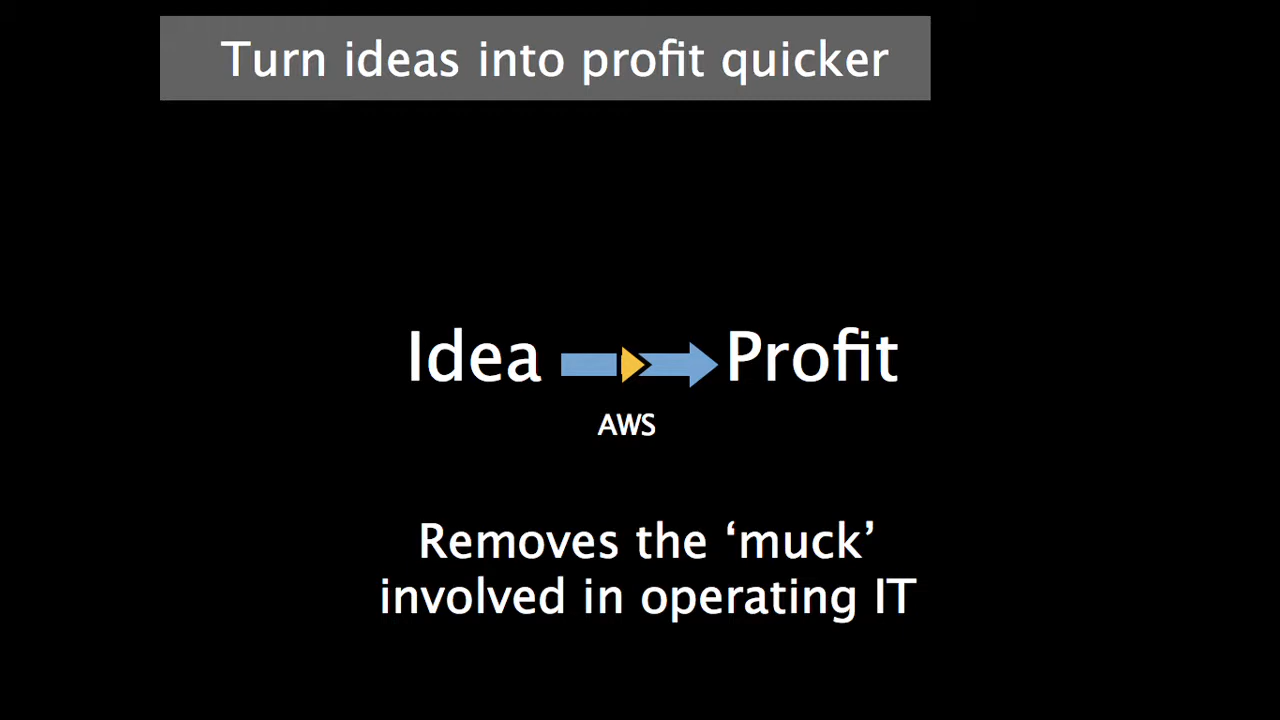 Turn ideas into profit quicker
Idea Profit
AWS
Removes the ‘muck’
involved in operating IT